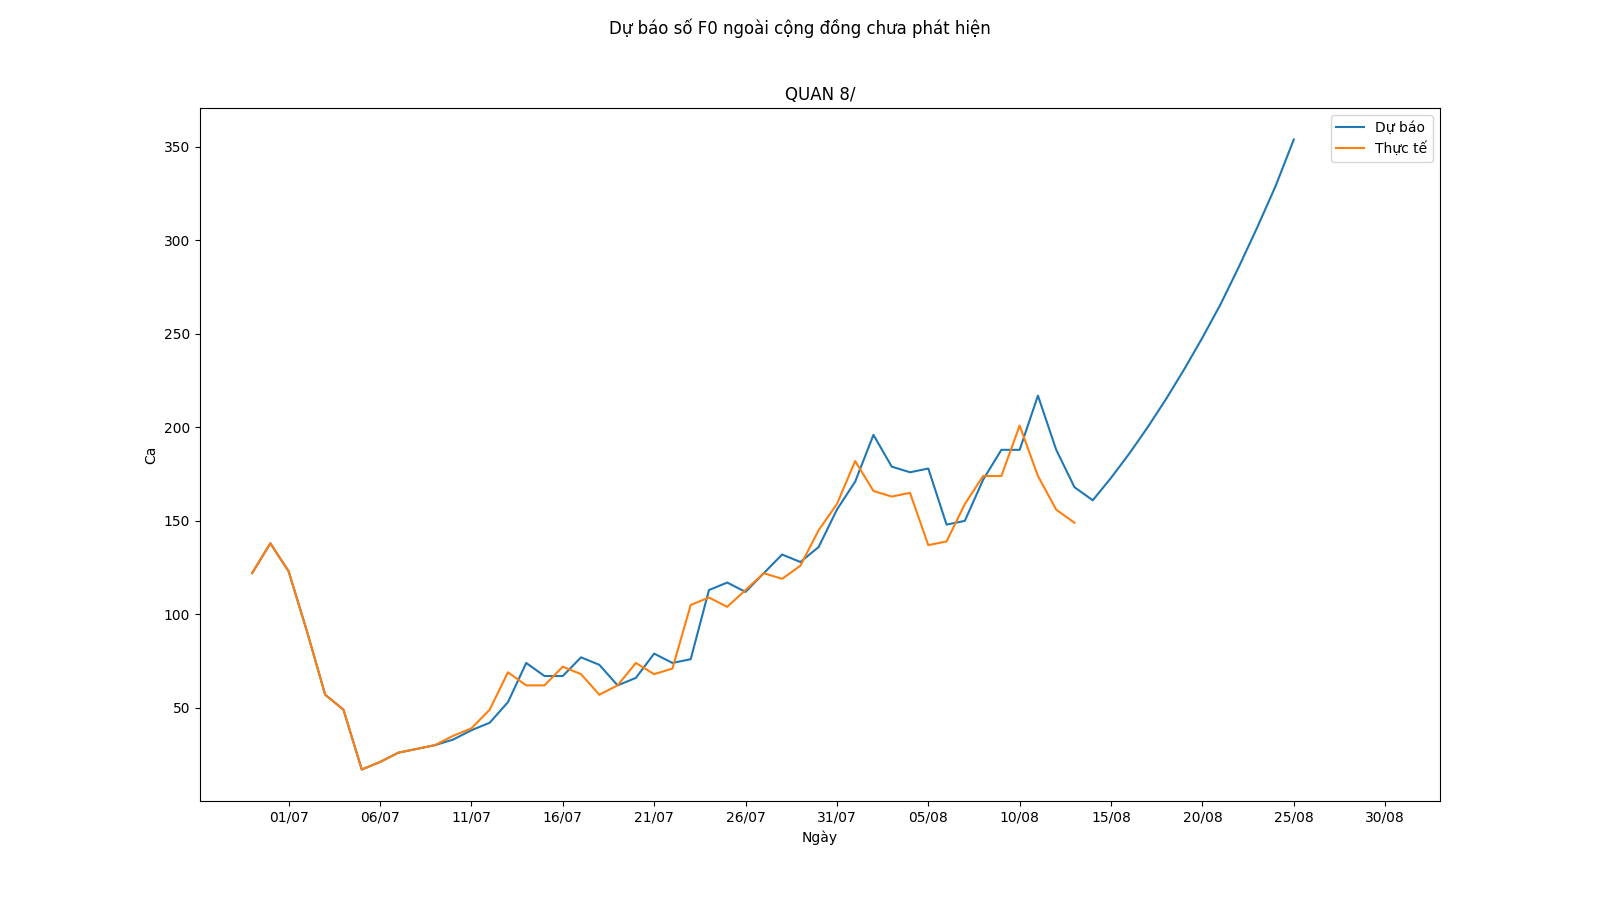 Dự báo số F0 ngoài cộng đồng chưa phát hiện
QUAN 8/
Dự báo
Thực tế
350
300
250
200
150
100
50
Ca
01/07 06/07 11/07 16/07 21/07 26/07 31/07 05/08 10/08 15/08 20/08 25/08 30/08
Ngày